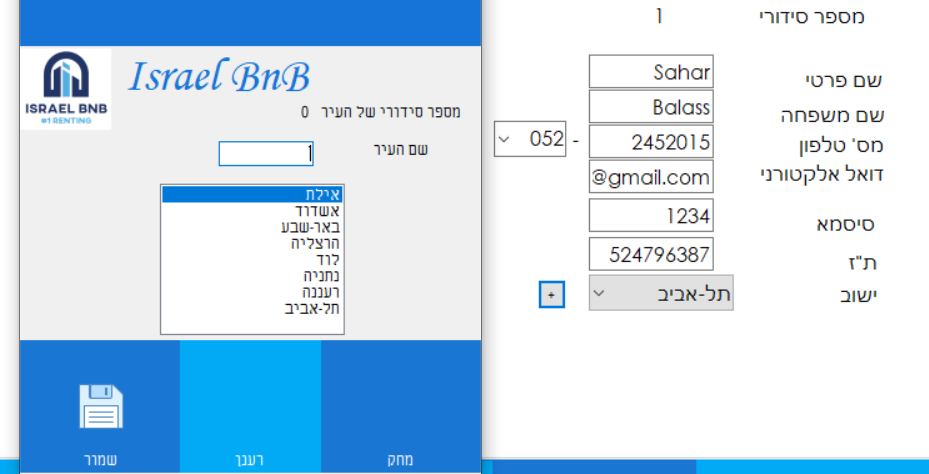 מספר סידורי 1
שם פרטי Sahar
שם משפחה Balass
מס' טלפון 2452015 - 052
דואל אלקטורני @gmail.com
סיסמא 1234
ת"ז 524796387
ישוב תל-אביב +
Israel BnB
ISRAEL BNB
#1 RENTING
מספר סידורי של העיר 0
שם העיר 1
אילת
אשדוד
באר-שבע
הרצליה
לוד
נתניה
רעננה
תל-אביב
מחק
רענן
שמור